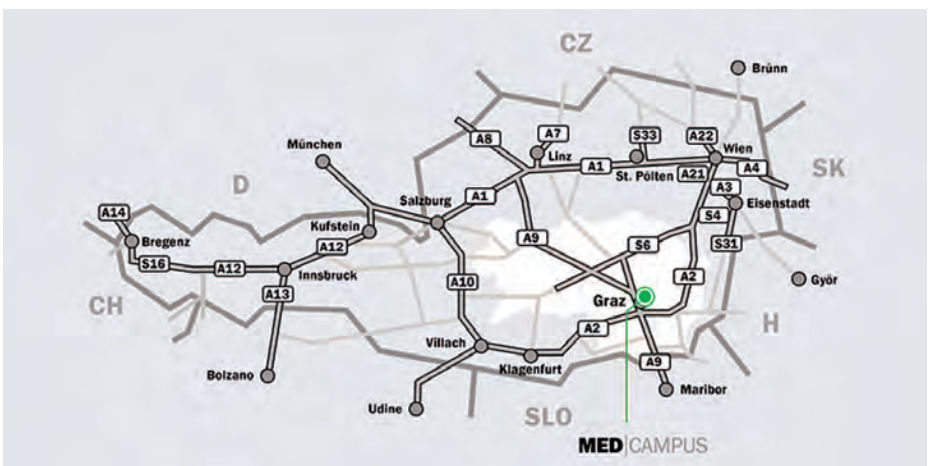 CZ
Brünn
A8
A7
S33
A22
Wien
München
Linz
A1
St. Pölten
A21
A4
SK
D
A1
A3
Eisenstadt
Salzburg
S4
A14
Kufstein
Bregenz
A12
A9
S6
S31
S16
A12
Innsbruck
A10
A2
Györ
CH
A13
Graz
H
Villach
A2
Klagenfurt
A9
Bolzano
Maribor
Udine
SLO
MED|CAMPUS